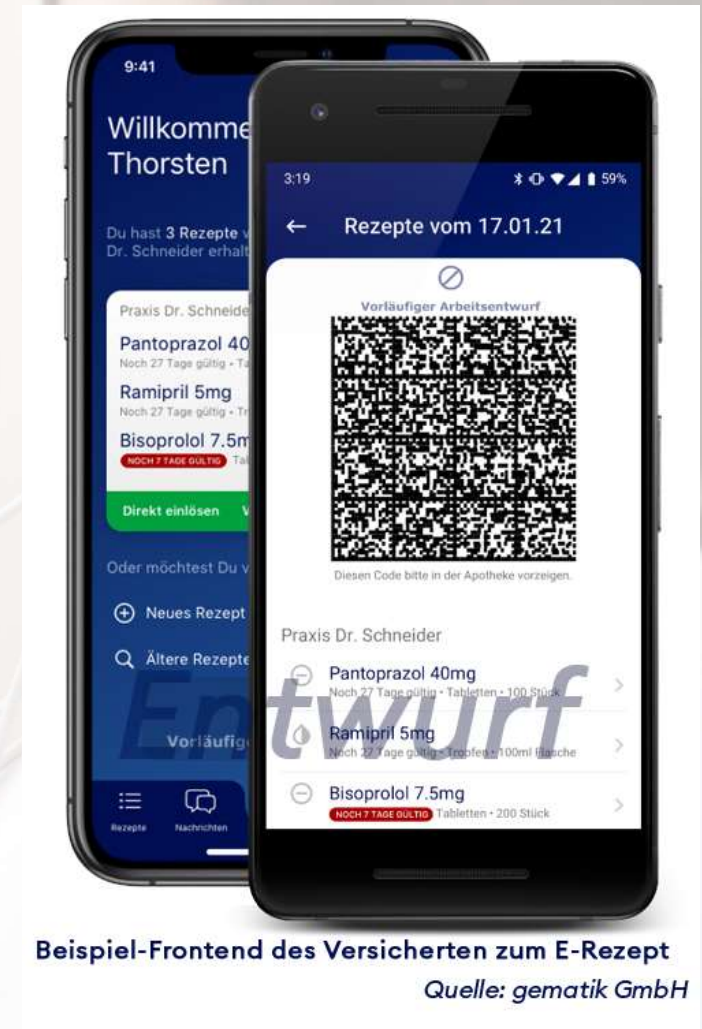 9:41
Willkomme
Thorsten
Du hast 3 Rezepte v
Dr. Schneider erhalt
Praxis Dr. Schneide
Pantoprazol 40
Noch 27 Tage gültig • Ta
Ramipril 5mg
Noch 27 Tage gültig • Tr
Bisoprolol 7.5m
NOCH 7 TAGE GÜLTIG Tal
Direkt einlösen
Oder möchtest Du v
Neues Rezept
Ältere Rezepte
Vorläufige
Rezepte
Nachrichten
3:19
59%
Rezepte vom 17.01.21
Vorläufiger Arbeitsentwurf
Diesen Code bitte in der Apotheke vorzeigen.
Praxis Dr. Schneider
Pantoprazol 40mg
Noch 27 Tage gültig • Tabletten • 100 Stück
Ramipril 5mg
Noch 27 Tage gültig • Tropfen • 100ml Flasche
Bisoprolol 7.5mg
NOCH 7 TAGE GÜLTIG Tabletten • 200 Stück
Entwurf
Beispiel-Frontend des Versicherten zum E-Rezept
Quelle: gematik GmbH